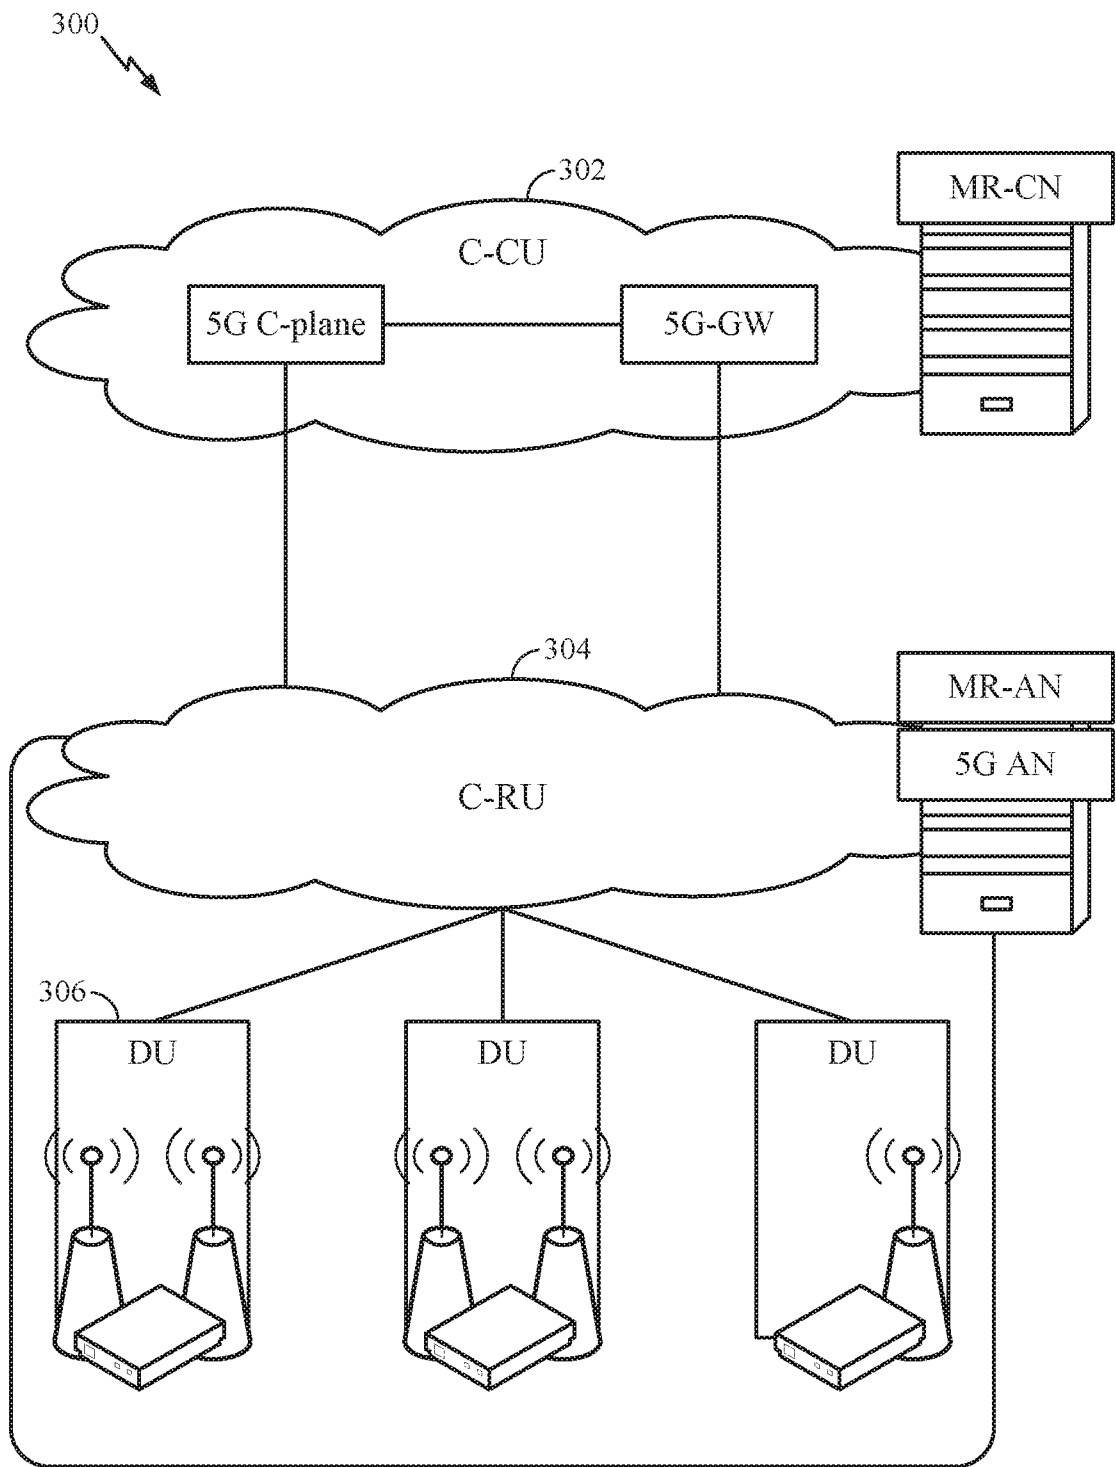 300
302
MR-CN
C-CU
5G C-plane
5G-GW
304
MR-AN
5G AN
C-RU
306
DU
DU
DU